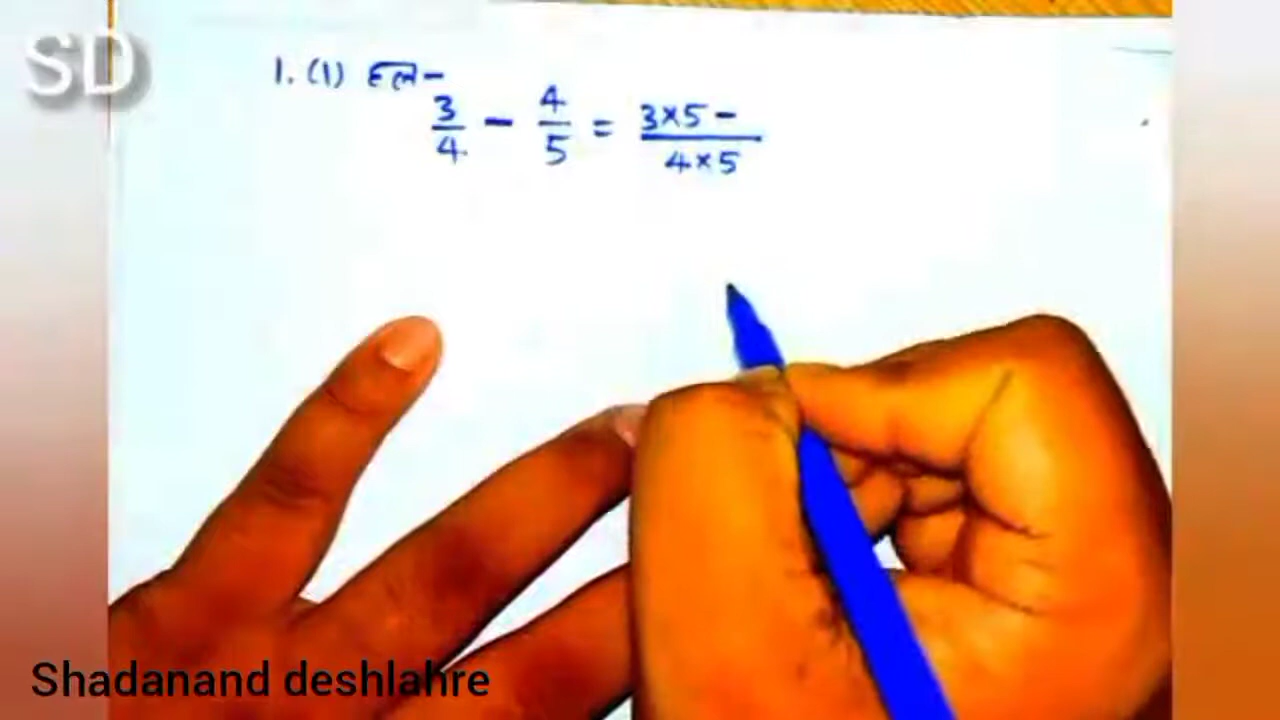 SD
1. (1) हल-
3/4 - 4/5 = 3×5 - / 4×5
Shadanand deshlahre